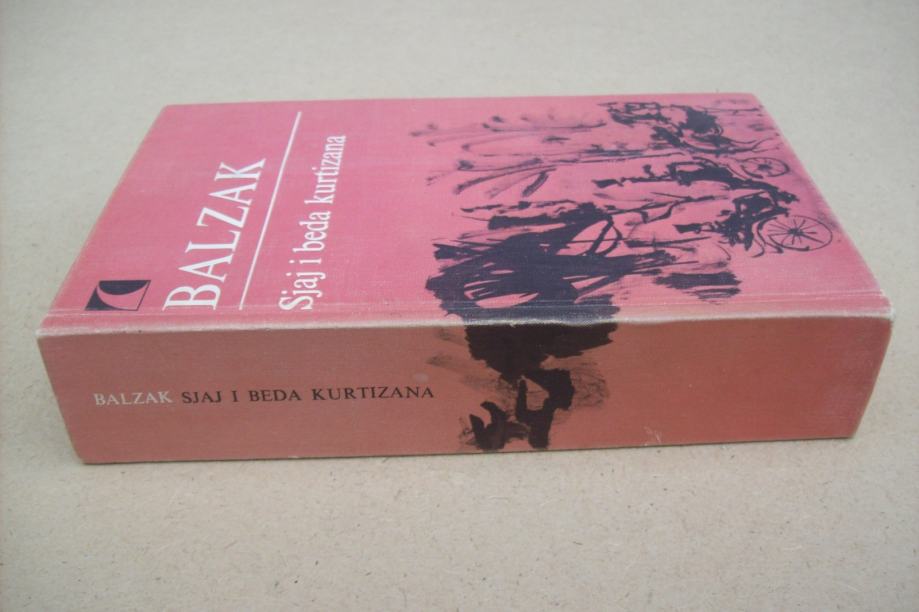 BALZAK
Sjaj i beda kurtizana
BALZAK SJAJ I BEDA KURTIZANA